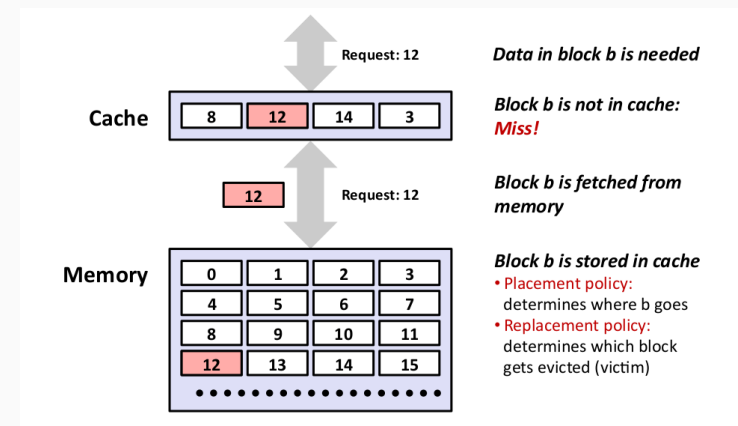 Request: 12
Data in block b is needed
Cache
8 12 14 3
Block b is not in cache:
Miss!
12
Request: 12
Block b is fetched from
memory
Memory
0 1 2 3
4 5 6 7
8 9 10 11
12 13 14 15
Block b is stored in cache
• Placement policy:
determines where b goes
• Replacement policy:
determines which block
gets evicted (victim)